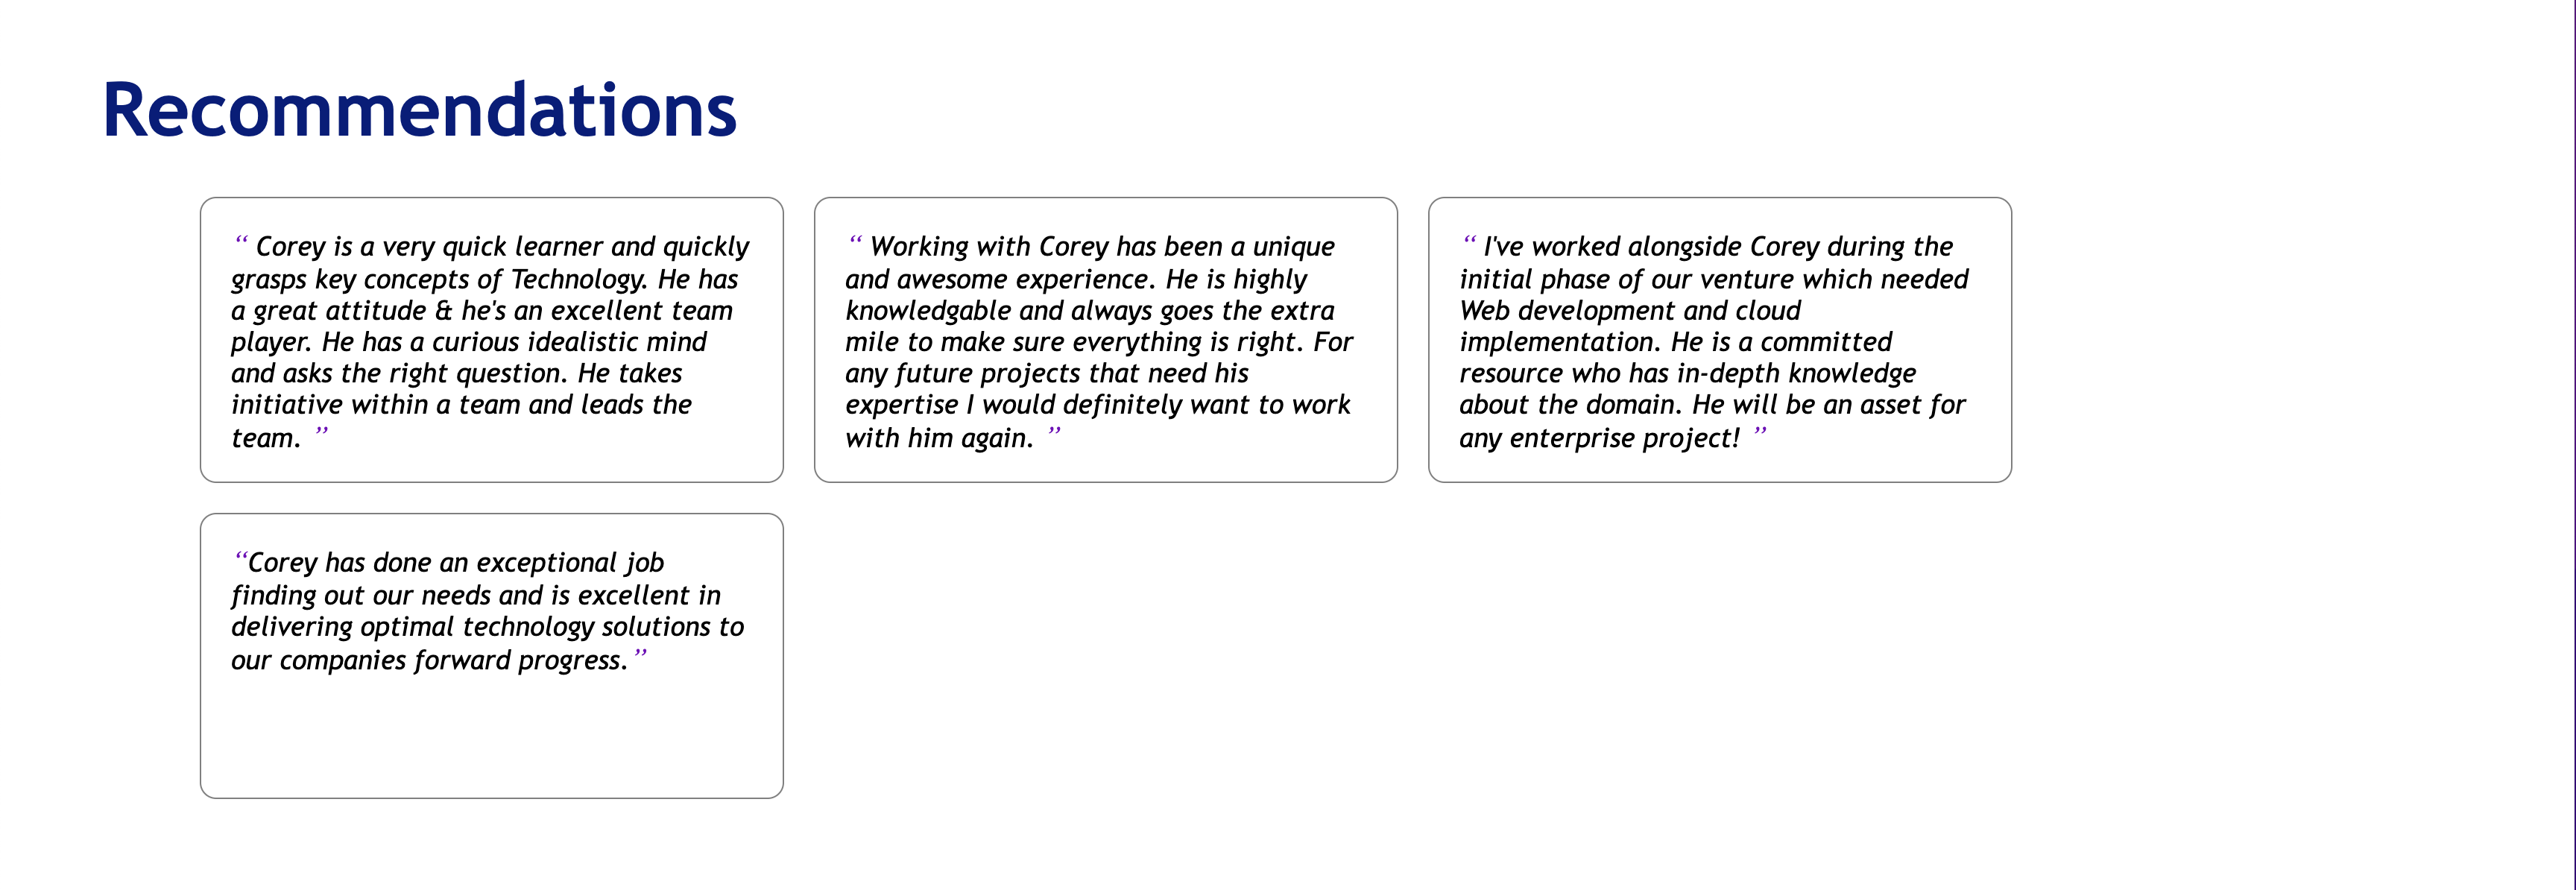 Recommendations
“ Corey is a very quick learner and quickly
grasps key concepts of Technology. He has
a great attitude & he's an excellent team
player. He has a curious idealistic mind
and asks the right question. He takes
initiative within a team and leads the
team. ”
“ Working with Corey has been a unique
and awesome experience. He is highly
knowledgable and always goes the extra
mile to make sure everything is right. For
any future projects that need his
expertise I would definitely want to work
with him again. ”
“ I've worked alongside Corey during the
initial phase of our venture which needed
Web development and cloud
implementation. He is a committed
resource who has in-depth knowledge
about the domain. He will be an asset for
any enterprise project! ”
“Corey has done an exceptional job
finding out our needs and is excellent in
delivering optimal technology solutions to
our companies forward progress.”